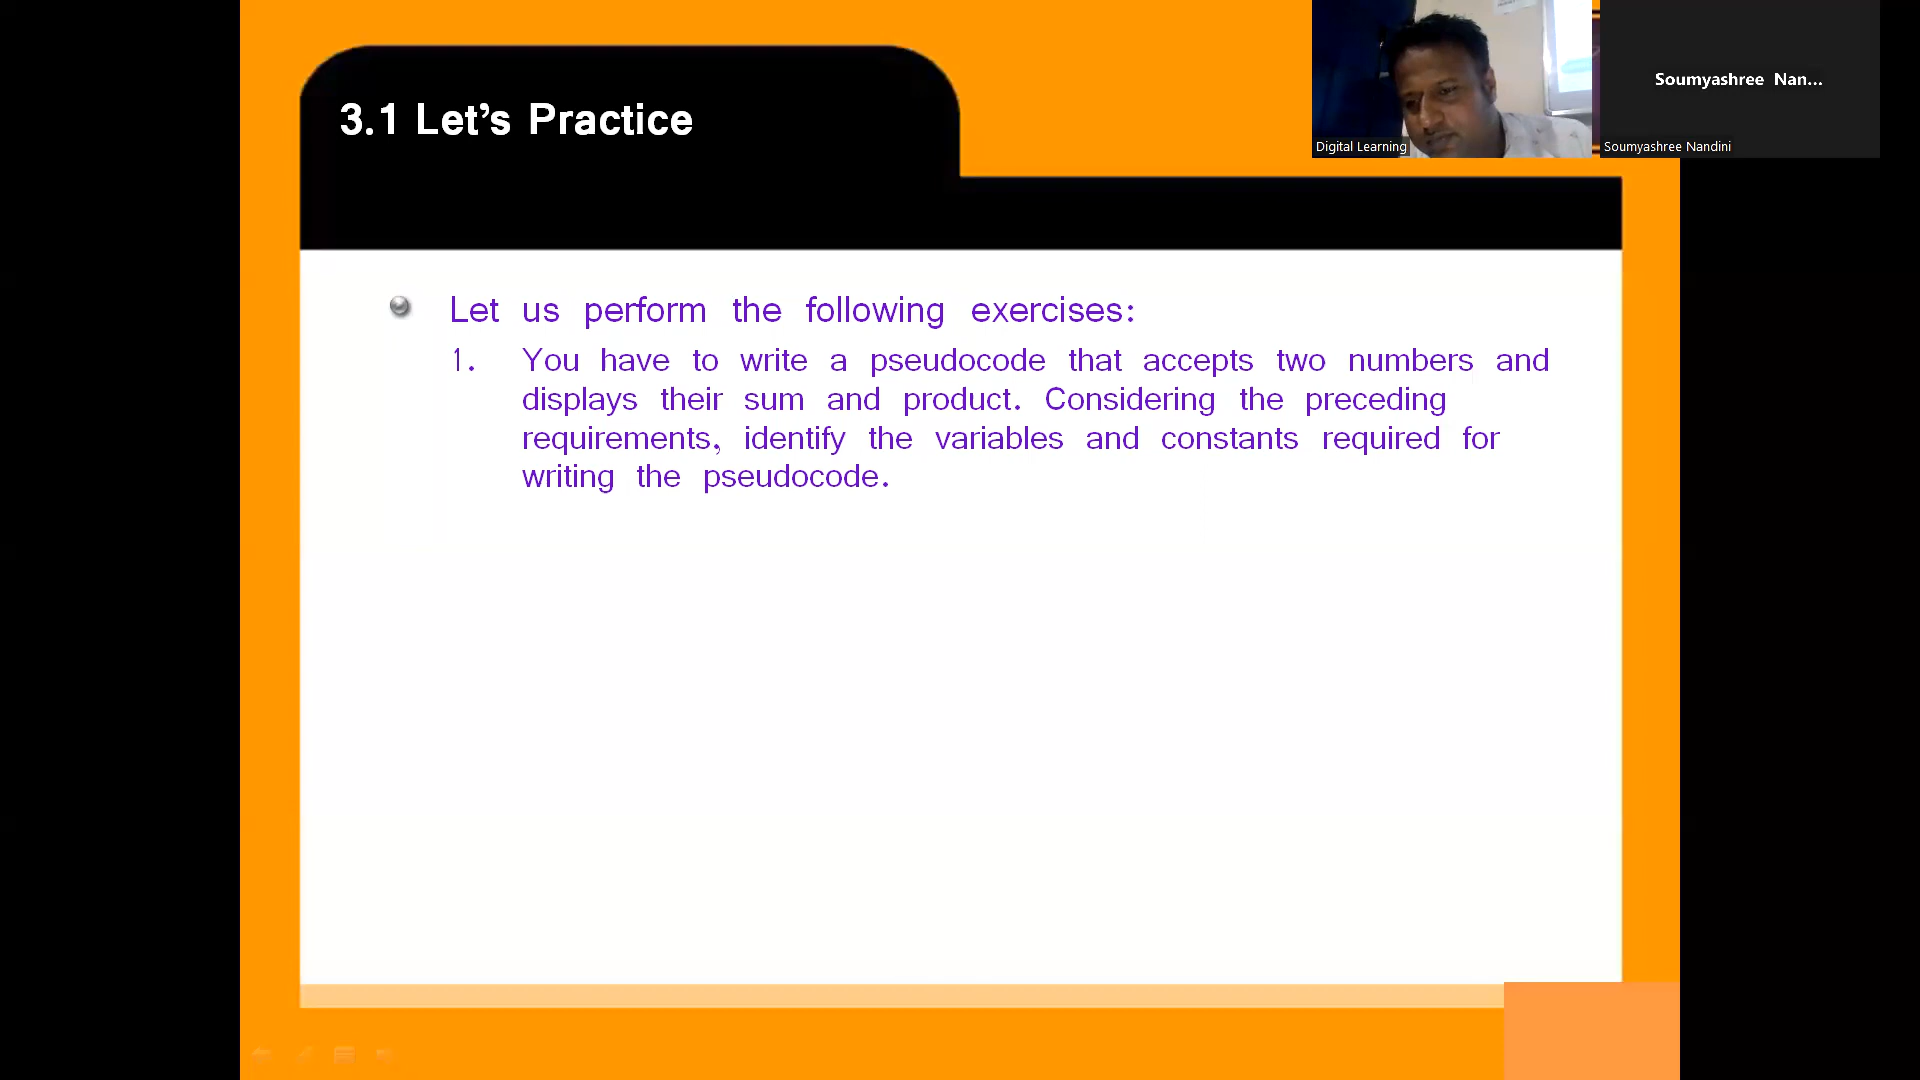 3.1 Let’s Practice
Soumyashree Nan...
Digital Learning
Soumyashree Nandini
Let us perform the following exercises:
1. You have to write a pseudocode that accepts two numbers and
displays their sum and product. Considering the preceding
requirements, identify the variables and constants required for
writing the pseudocode.